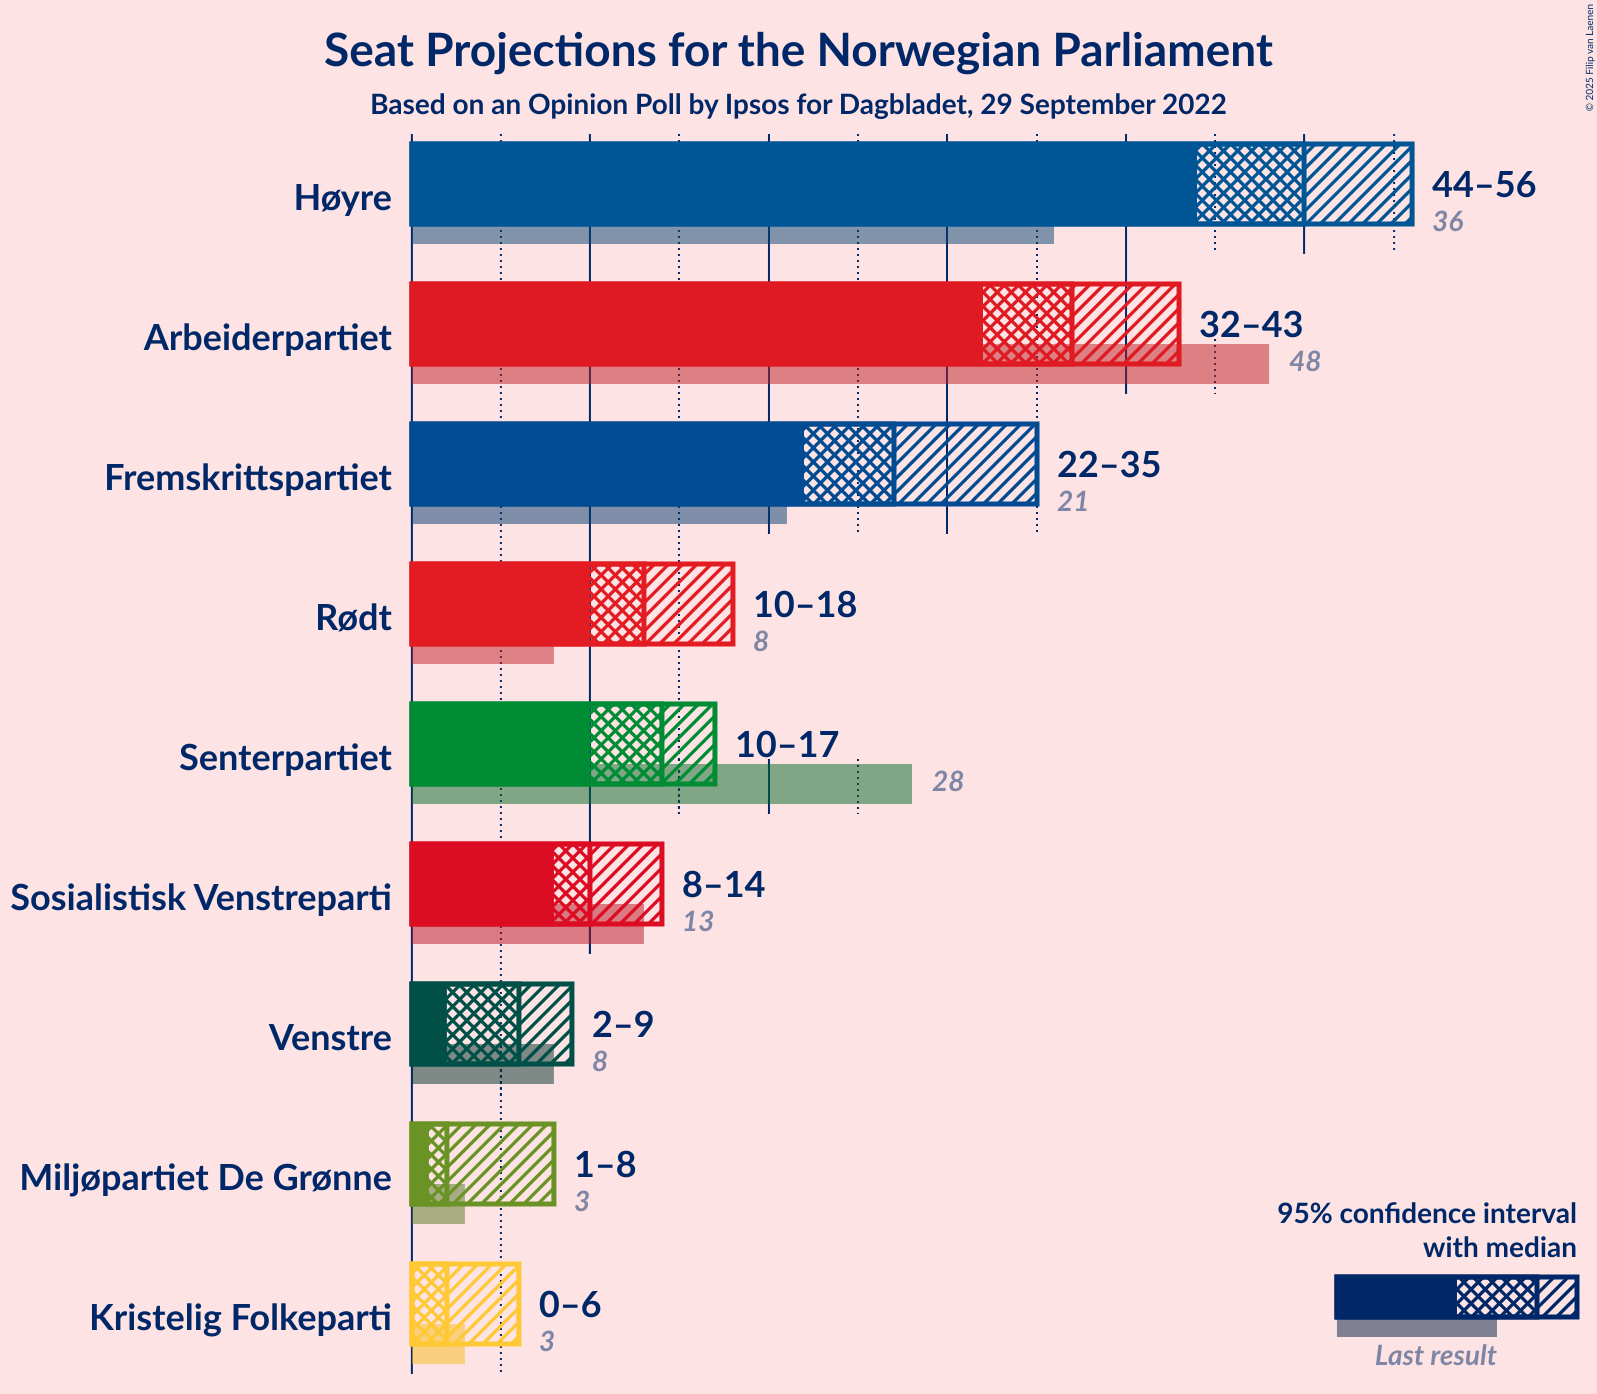 Seat Projections for the Norwegian Parliament
Based on an Opinion Poll by Ipsos for Dagbladet, 29 September 2022
© 2025 Filip van Laenen
Høyre
44–56
36
Arbeiderpartiet
32–43
48
Fremskrittspartiet
22–35
21
Rødt
10–18
8
Senterpartiet
10–17
28
Sosialistisk Venstreparti
8–14
13
Venstre
2–9
8
Miljøpartiet De Grønne
1–8
3
Kristelig Folkeparti
0–6
3
95% confidence interval
with median
Last result